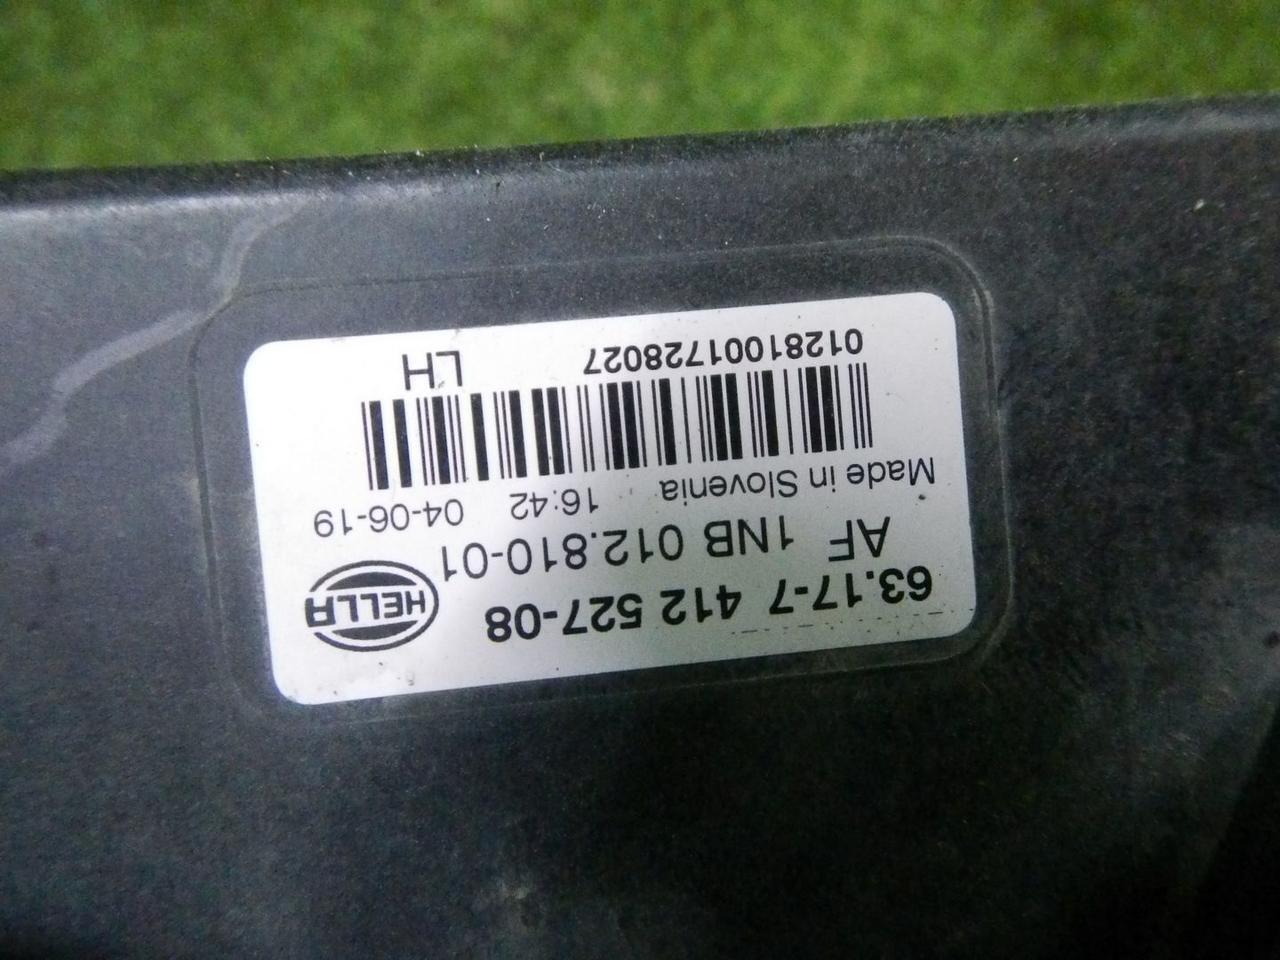 63.17-7 412 527-08
AF 1NB 012.810-01
HELLA
Made in Slovenia 16:42 04-06-19
01281001728027 LH